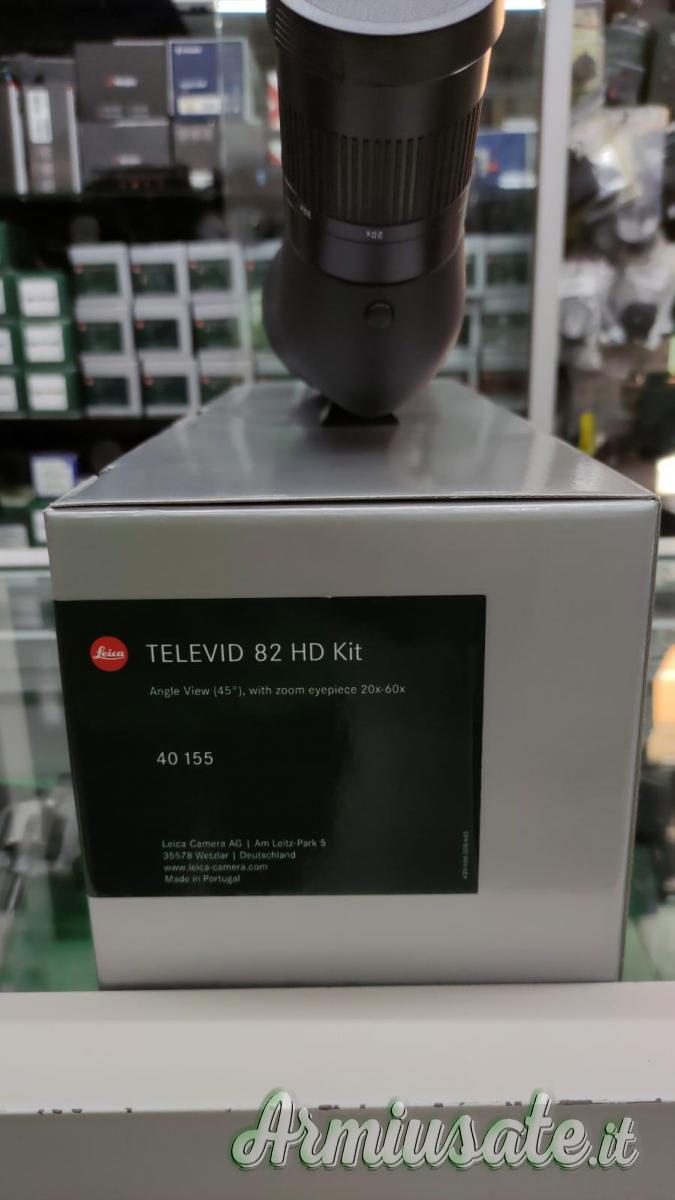 20x
Leica
TELEVID 82 HD Kit
Angle View (45°), with zoom eyepiece 20x-60x
40 155
Leica Camera AG | Am Leitz-Park 5
35578 Wetzlar | Deutschland
www.leica-camera.com
Made in Portugal
Armiusate.it